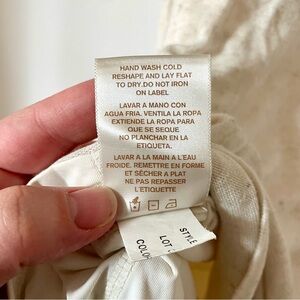 HAND WASH COLD
RESHAPE AND LAY FLAT
TO DRY.DO NOT IRON
ON LABEL
LAVAR A MANO CON
AGUA FRIA. VENTILA LA ROPA
EXTIENDE LA ROPA PARA
QUE SE SEQUE
NO PLANCHAR EN LA
ETIQUETA.
LAVER A LA MAIN A L'EAU
FROIDE. REMETTRE EN FORME
ET SÉCHER A PLAT
NE PAS REPASSER
L'ETIQUETTE
STYLE
LOT
COLO